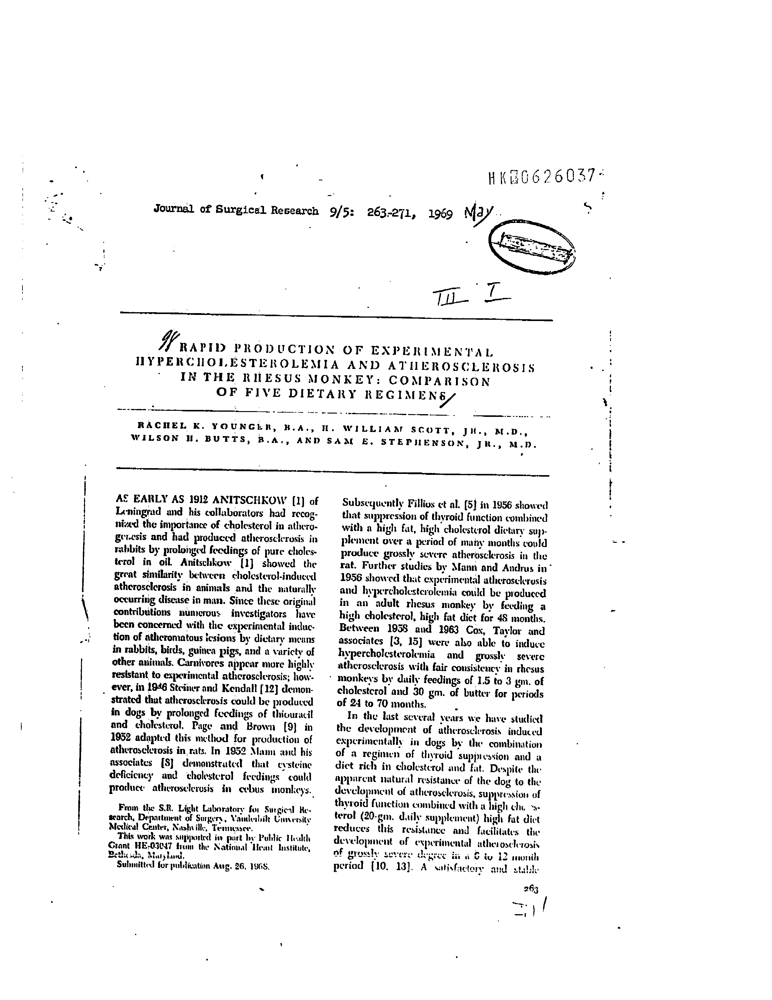 HK 0626037
Journal of Surgical Research 9/5: 263-271, 1969 May
III I
RAPID PRODUCTION OF EXPERIMENTAL
HYPERCHOLESTEROLEMIA AND ATHEROSCLEROSIS
IN THE RHESUS MONKEY: COMPARISON
OF FIVE DIETARY REGIMENS
RACHEL K. YOUNGER, B.A., H. WILLIAM SCOTT, JR., M.D.,
WILSON H. BUTTS, B.A., AND SAM E. STEPHENSON, JR., M.D.
AS EARLY AS 1912 ANITSCHKOW [1] of
Leningrad and his collaborators had recog-
nized the importance of cholesterol in athero-
genesis and had produced atherosclerosis in
rabbits by prolonged feedings of pure choles-
terol in oil. Anitschkow [1] showed the
great similarity between cholesterol-induced
atherosclerosis in animals and the naturally
occurring disease in man. Since these original
contributions numerous investigators have
been concerned with the experimental induc-
tion of atheromatous lesions by dietary means
in rabbits, birds, guinea pigs, and a variety of
other animals. Carnivores appear more highly
resistant to experimental atherosclerosis; how-
ever, in 1946 Steiner and Kendall [12] demon-
strated that atherosclerosis could be produced
in dogs by prolonged feedings of thiouracil
and cholesterol. Page and Brown [9] in
1952 adapted this method for production of
atherosclerosis in rats. In 1952 Mann and his
associates [8] demonstrated that cysteine
deficiency and cholesterol feedings could
produce atherosclerosis in cebus monkeys.
From the S.R. Light Laboratory for Surgical Re-
search, Department of Surgery, Vanderbilt University
Medical Center, Nashville, Tennessee.
This work was supported in part by Public Health
Grant HE-03047 from the National Heart Institute,
Bethesda, Maryland.
Submitted for publication Aug. 26, 1968.
Subsequently Fillios et al. [5] in 1956 showed
that suppression of thyroid function combined
with a high fat, high cholesterol dietary sup-
plement over a period of many months could
produce grossly severe atherosclerosis in the
rat. Further studies by Mann and Andrus in
1956 showed that experimental atherosclerosis
and hypercholesterolemia could be produced
in an adult rhesus monkey by feeding a
high cholesterol, high fat diet for 48 months.
Between 1958 and 1963 Cox, Taylor and
associates [3, 15] were also able to induce
hypercholesterolemia and grossly severe
atherosclerosis with fair consistency in rhesus
monkeys by daily feedings of 1.5 to 3 gm. of
cholesterol and 30 gm. of butter for periods
of 24 to 70 months.
In the last several years we have studied
the development of atherosclerosis induced
experimentally in dogs by the combination
of a regimen of thyroid suppression and a
diet rich in cholesterol and fat. Despite the
apparent natural resistance of the dog to the
development of atherosclerosis, suppression of
thyroid function combined with a high choles-
terol (20-gm. daily supplement) high fat diet
reduces this resistance and facilitates the
development of experimental atherosclerosis
of grossly severe degree in a 6 to 12 month
period [10, 13]. A satisfactory and stable
263